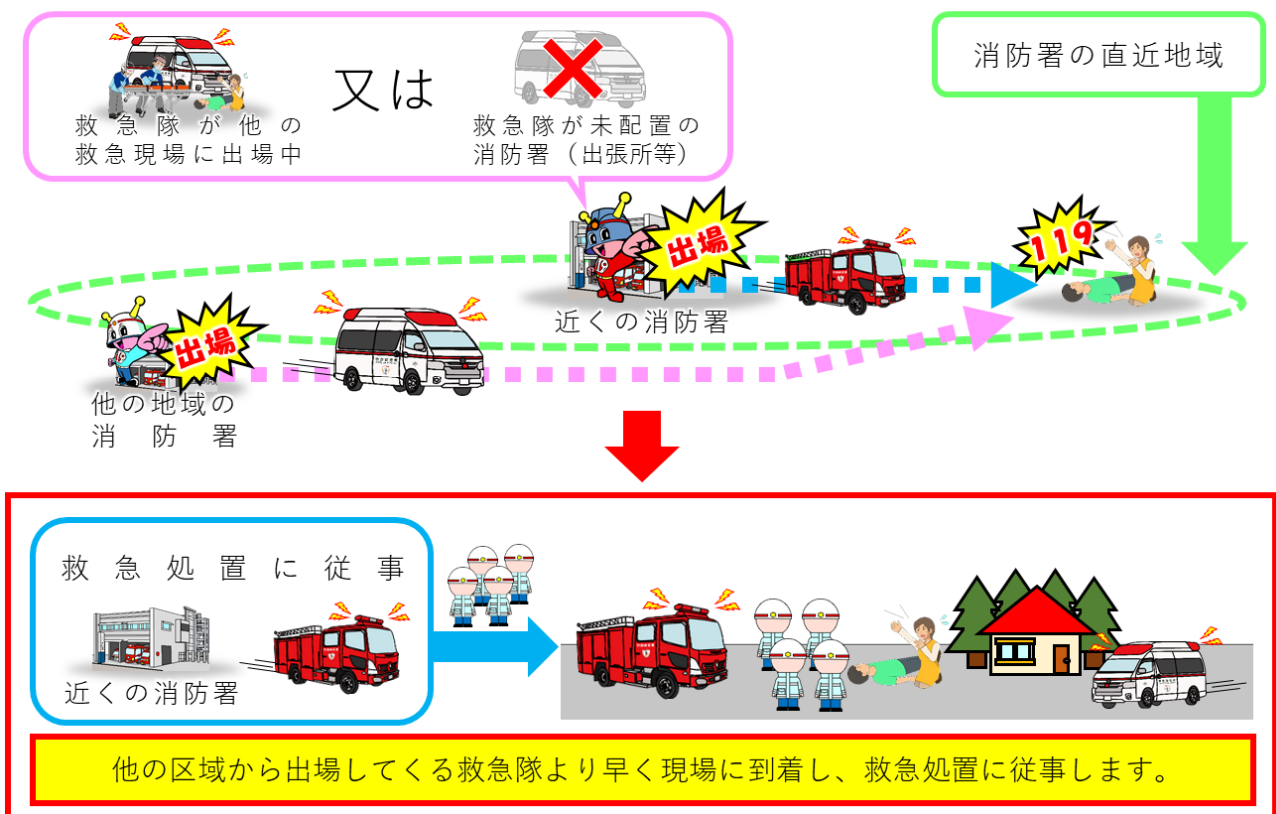 救急隊が他の
救急現場に出場中
又は
救急隊が未配置の
消防署（出張所等）
消防署の直近地域
出場
119
近くの消防署
出場
他の地域の
消防署
救急処置に従事
近くの消防署
他の区域から出場してくる救急隊より早く現場に到着し、救急処置に従事します。